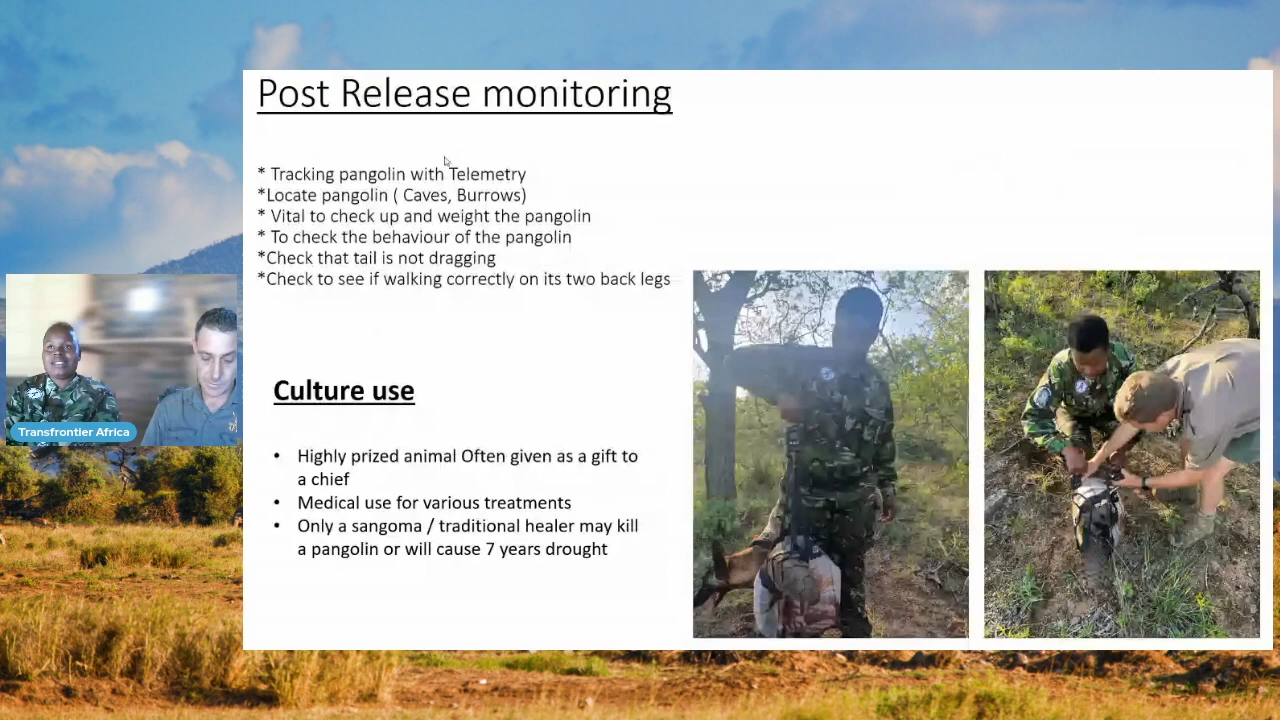 Post Release monitoring
* Tracking pangolin with Telemetry
*Locate pangolin ( Caves, Burrows)
* Vital to check up and weight the pangolin
* To check the behaviour of the pangolin
*Check that tail is not dragging
*Check to see if walking correctly on its two back legs
Culture use
• Highly prized animal Often given as a gift to
a chief
• Medical use for various treatments
• Only a sangoma / traditional healer may kill
a pangolin or will cause 7 years drought
Transfrontier Africa